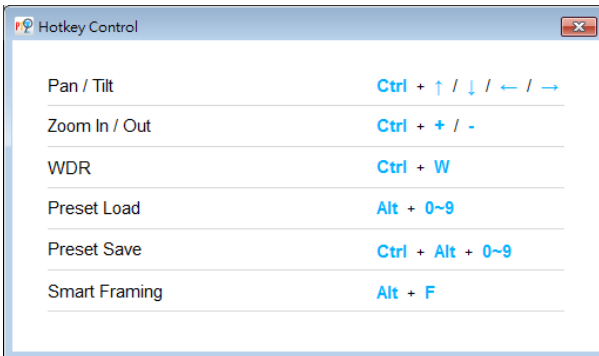 Hotkey Control
Pan / Tilt Ctrl + ↑ / ↓ / ← / →
Zoom In / Out Ctrl + + / -
WDR Ctrl + W
Preset Load Alt + 0~9
Preset Save Ctrl + Alt + 0~9
Smart Framing Alt + F